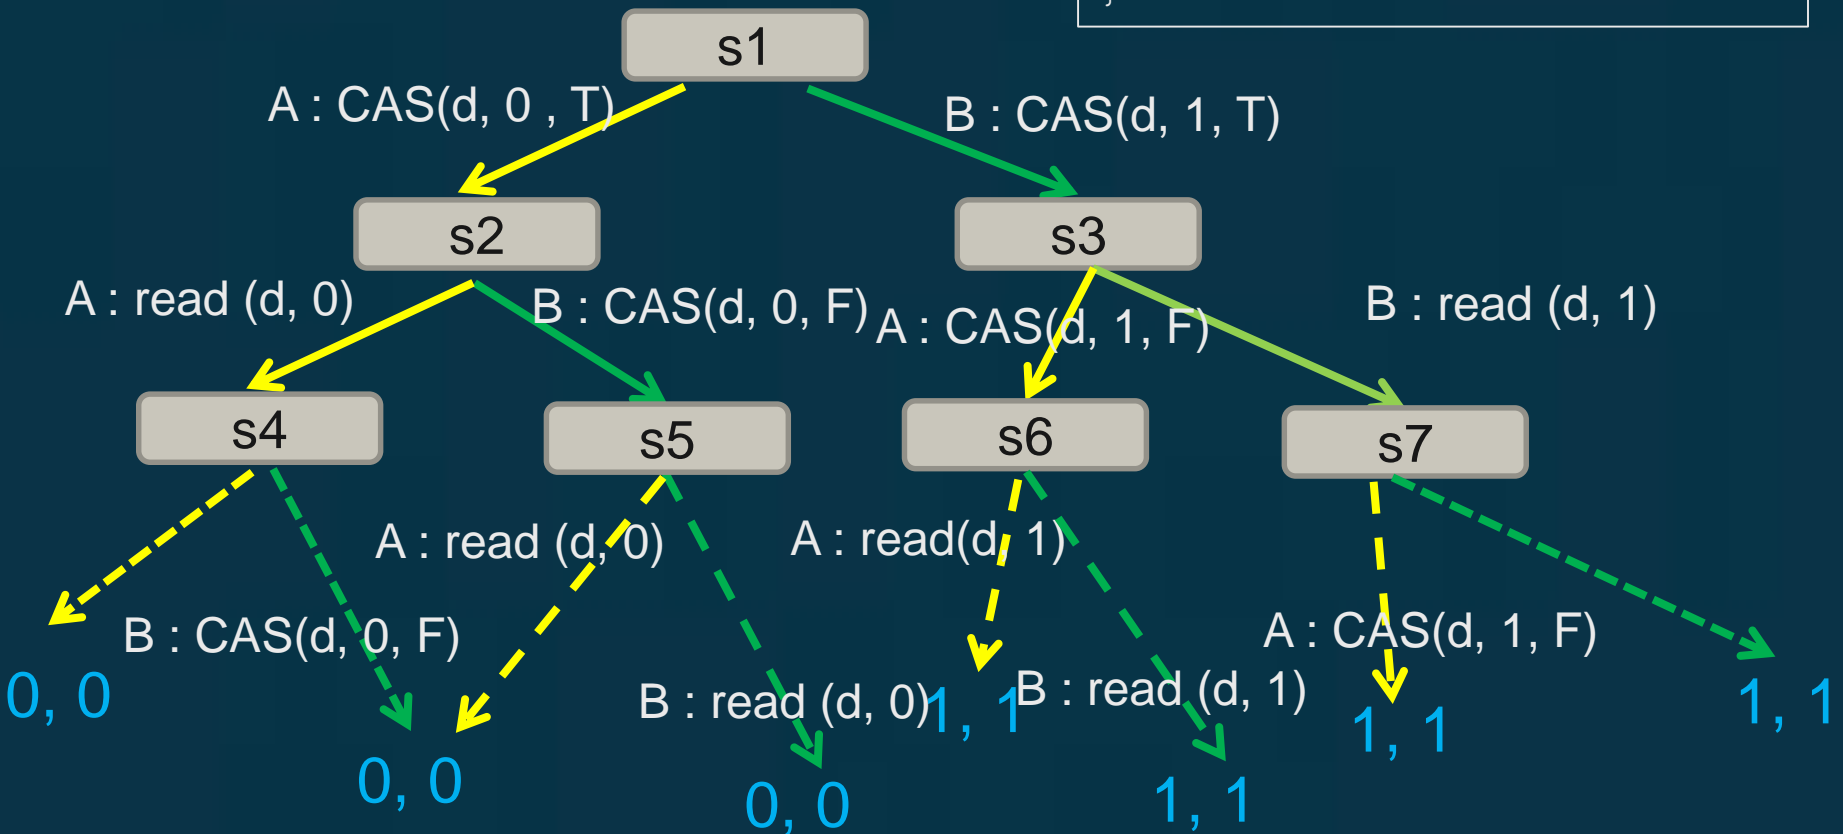 }
s1
A : CAS(d, 0 , T)
B : CAS(d, 1, T)
s2
s3
A : read (d, 0)
B : CAS(d, 0, F)
A : CAS(d, 1, F)
B : read (d, 1)
s4
s5
s6
s7
A : read (d, 0)
A : read(d, 1)
B : CAS(d, 0, F)
A : CAS(d, 1, F)
0, 0
B : read (d, 0)
1, 1
B : read (d, 1)
1, 1
1, 1
0, 0
0, 0
1, 1